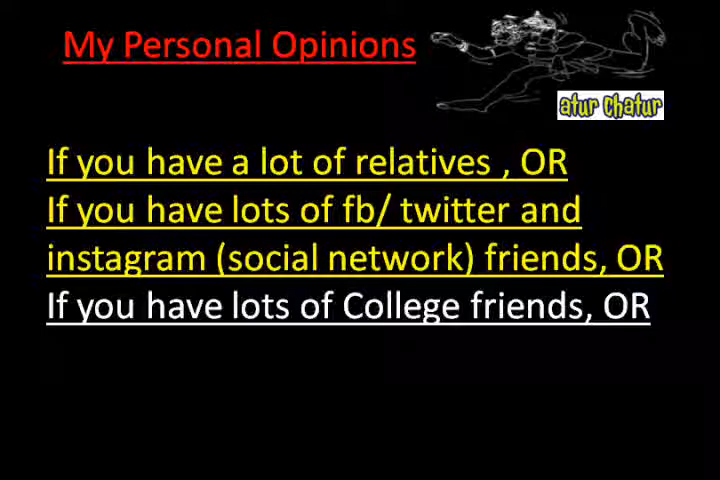 My Personal Opinions
atur chatur
If you have a lot of relatives , OR
If you have lots of fb/ twitter and
instagram (social network) friends, OR
If you have lots of College friends, OR